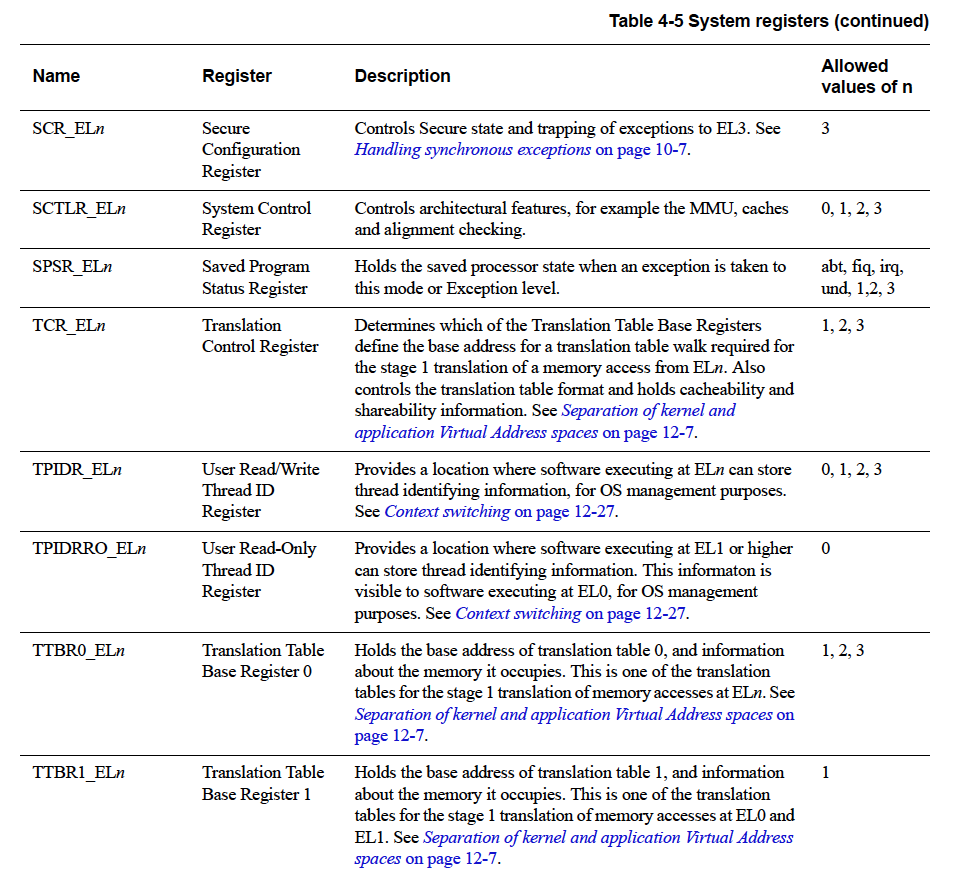 Table 4-5 System registers (continued)
Name Register Description Allowed values of n
SCR_ELn Secure Configuration Register Controls Secure state and trapping of exceptions to EL3. See
Handling synchronous exceptions on page 10-7.
3
SCTLR_ELn System Control Register Controls architectural features, for example the MMU, caches
and alignment checking.
0, 1, 2, 3
SPSR_ELn Saved Program Status Register Holds the saved processor state when an exception is taken to
this mode or Exception level.
abt, fiq, irq,
und, 1,2, 3
TCR_ELn Translation Control Register Determines which of the Translation Table Base Registers
define the base address for a translation table walk required for
the stage 1 translation of a memory access from ELn. Also
controls the translation table format and holds cacheability and
shareability information. See Separation of kernel and
application Virtual Address spaces on page 12-7.
1, 2, 3
TPIDR_ELn User Read/Write Thread ID Register Provides a location where software executing at ELn can store
thread identifying information, for OS management purposes.
See Context switching on page 12-27.
0, 1, 2, 3
TPIDRRO_ELn User Read-Only Thread ID Register Provides a location where software executing at EL1 or higher
can store thread identifying information. This informaton is
visible to software executing at EL0, for OS management
purposes. See Context switching on page 12-27.
0
TTBR0_ELn Translation Table Base Register 0 Holds the base address of translation table 0, and information
about the memory it occupies. This is one of the translation
tables for the stage 1 translation of memory accesses at ELn. See
Separation of kernel and application Virtual Address spaces on
page 12-7.
1, 2, 3
TTBR1_ELn Translation Table Base Register 1 Holds the base address of translation table 1, and information
about the memory it occupies. This is one of the translation
tables for the stage 1 translation of memory accesses at EL0 and
EL1. See Separation of kernel and application Virtual Address
spaces on page 12-7.
1